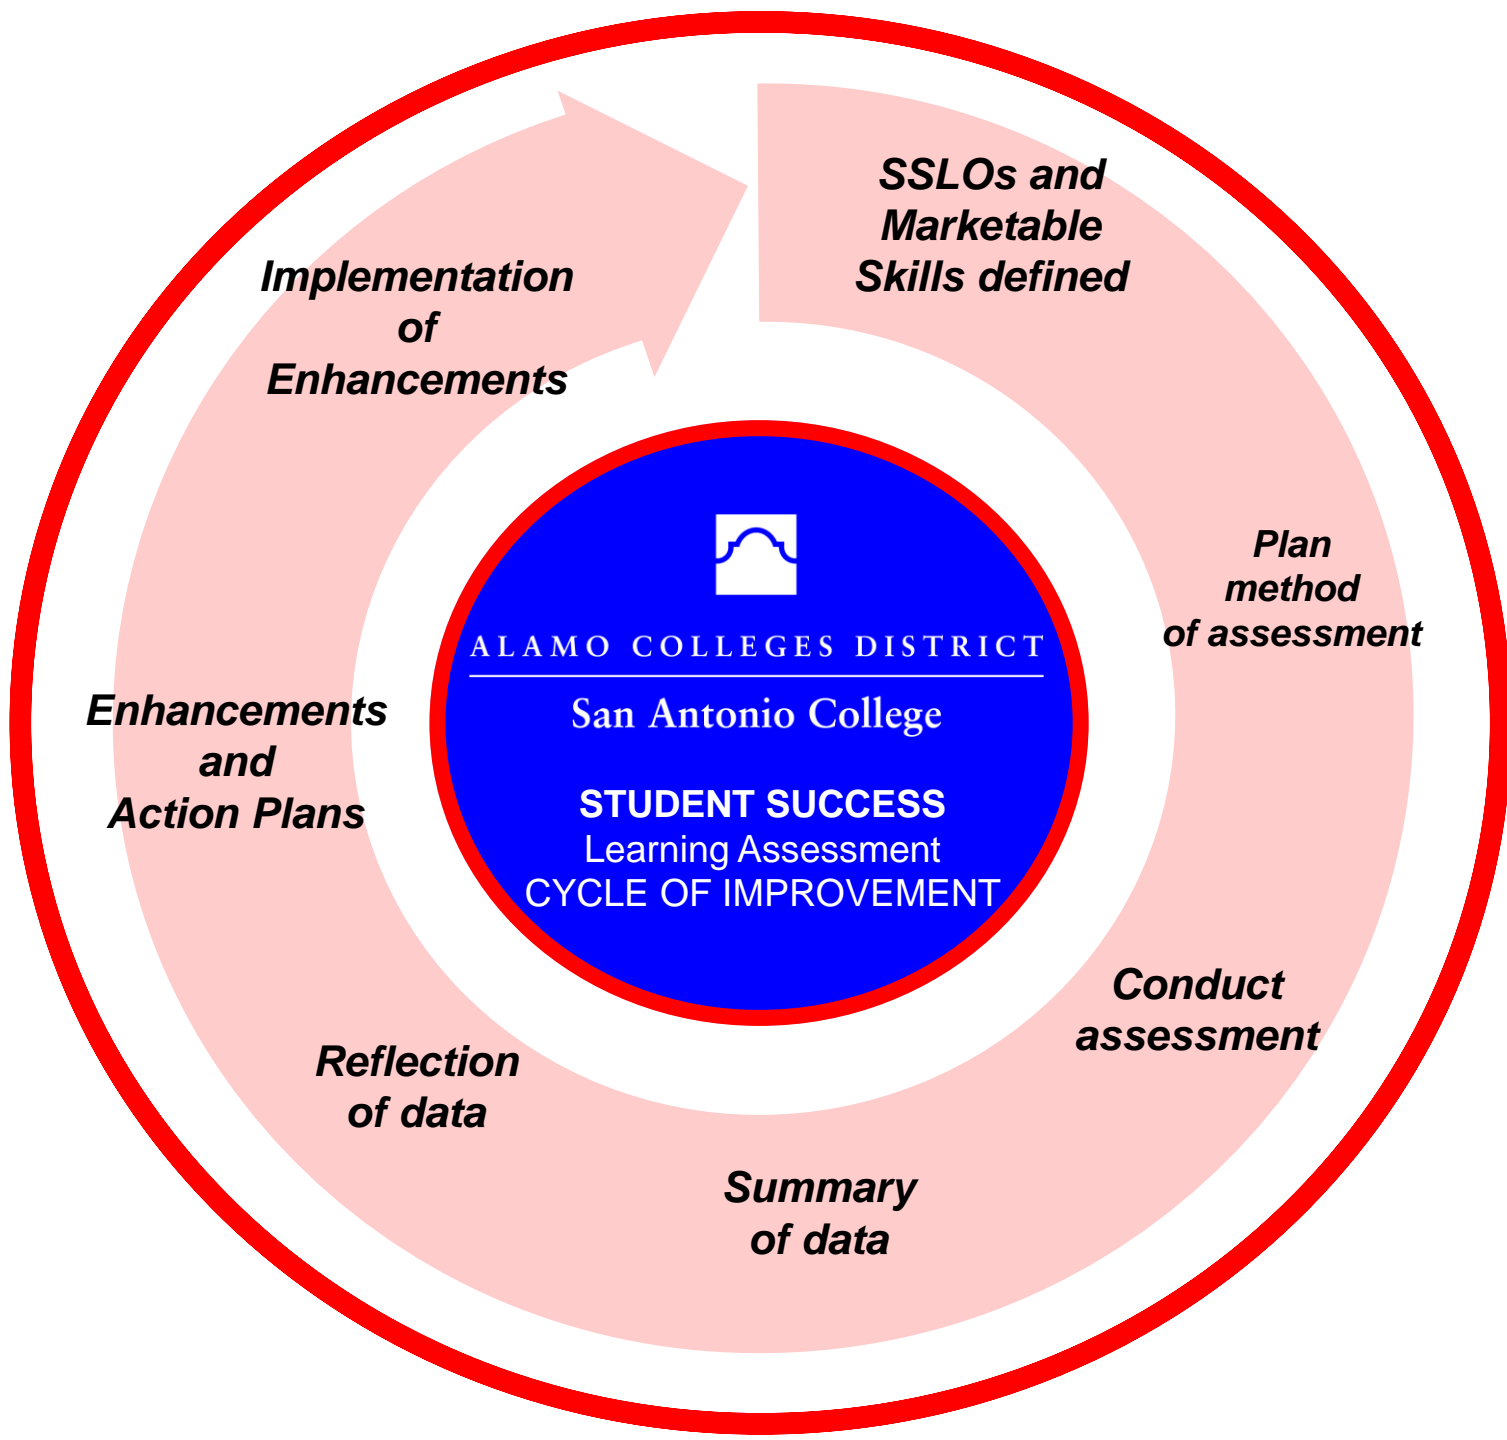 SSLOs and
Marketable
Skills defined
Plan
method
of assessment
Conduct
assessment
Summary
of data
Reflection
of data
Enhancements
and
Action Plans
Implementation
of
Enhancements
ALAMO COLLEGES DISTRICT
San Antonio College
STUDENT SUCCESS
Learning Assessment
CYCLE OF IMPROVEMENT